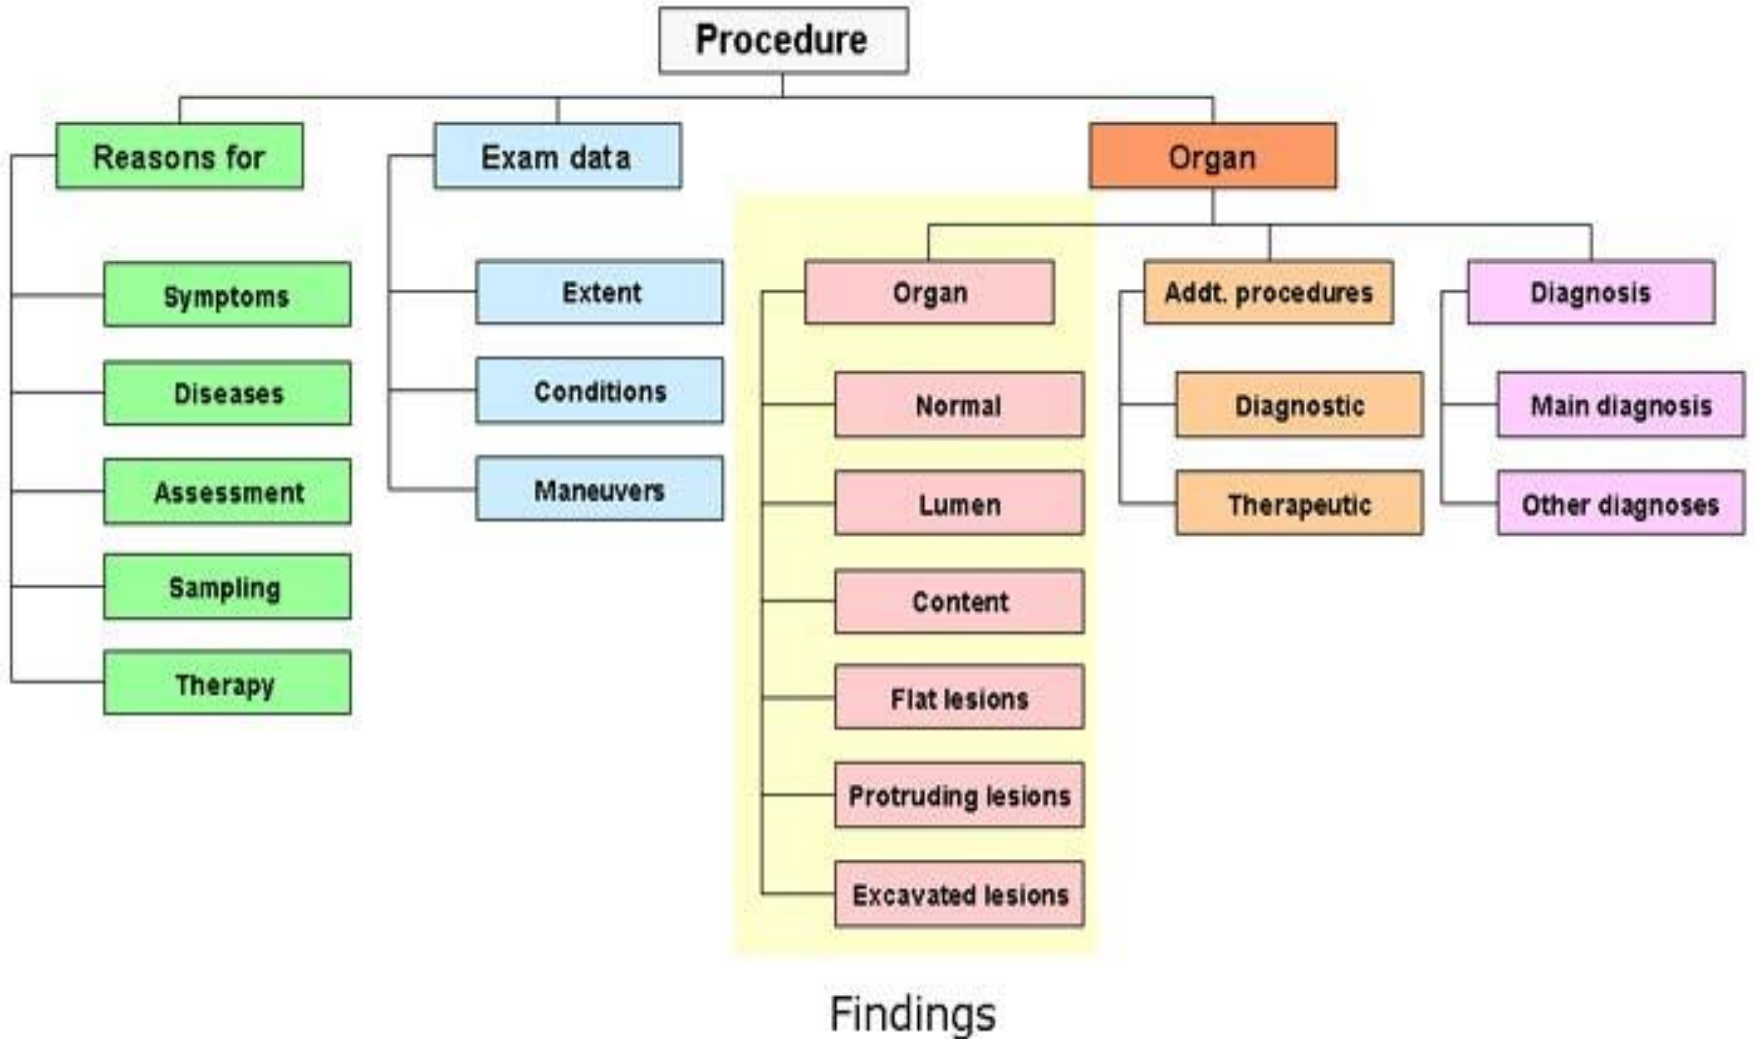 Procedure
Reasons for
Exam data
Organ
Symptoms
Diseases
Assessment
Sampling
Therapy
Extent
Conditions
Maneuvers
Organ
Normal
Lumen
Content
Flat lesions
Protruding lesions
Excavated lesions
Addt. procedures
Diagnostic
Therapeutic
Diagnosis
Main diagnosis
Other diagnoses
Findings